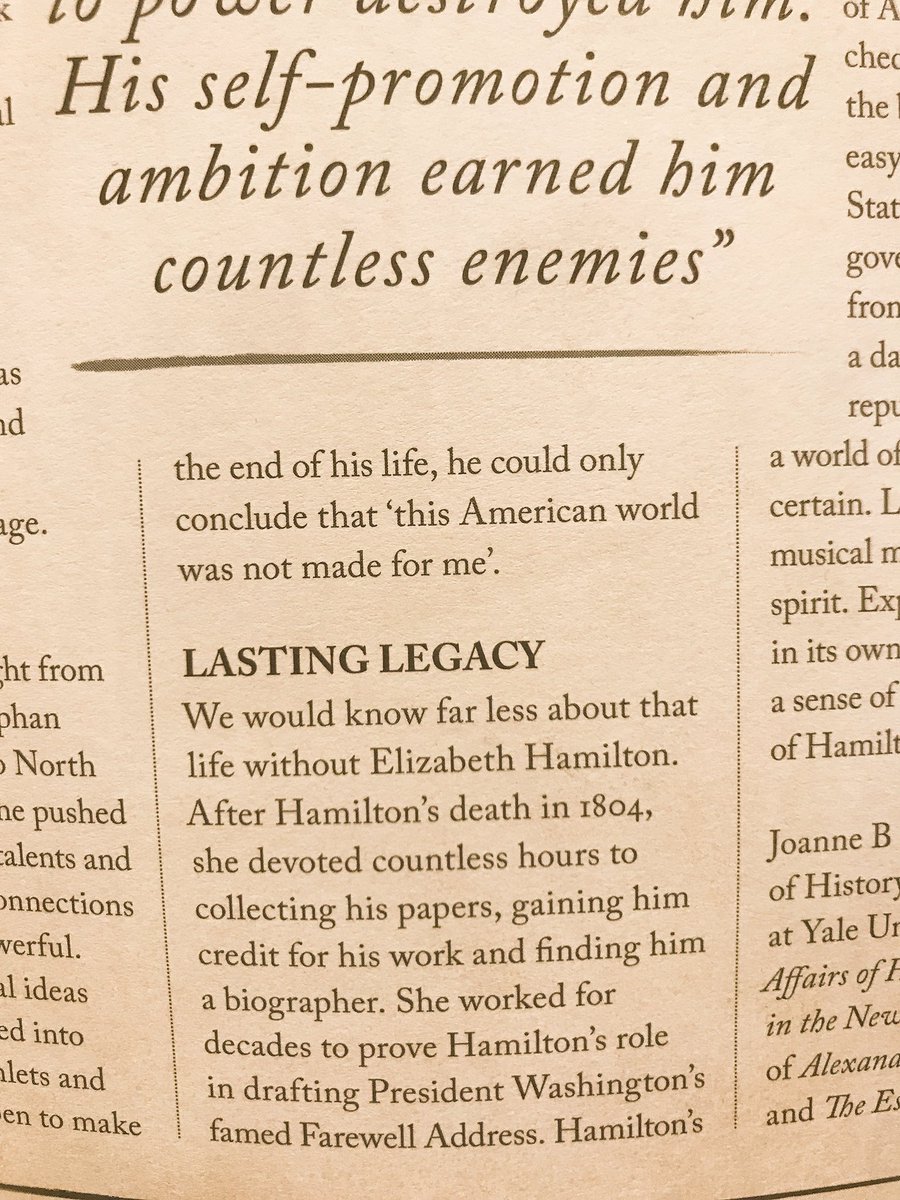 to power destroyed him.
His self-promotion and
ambition earned him
countless enemies”
as
nd
age.
ght from
phan
o North
he pushed
talents and
onnections
werful.
al ideas
ed into
hlets and
pen to make
the end of his life, he could only
conclude that ‘this American world
was not made for me’.
LASTING LEGACY
We would know far less about that
life without Elizabeth Hamilton.
After Hamilton’s death in 1804,
she devoted countless hours to
collecting his papers, gaining him
credit for his work and finding him
a biographer. She worked for
decades to prove Hamilton’s role
in drafting President Washington’s
famed Farewell Address. Hamilton’s
of A
chec
the
easy
Stat
gove
from
a da
repu
a world of
certain. L
musical m
spirit. Exp
in its own
a sense of
of Hamilt
Joanne B
of History
at Yale Un
Affairs of H
in the New
of Alexand
and The Es